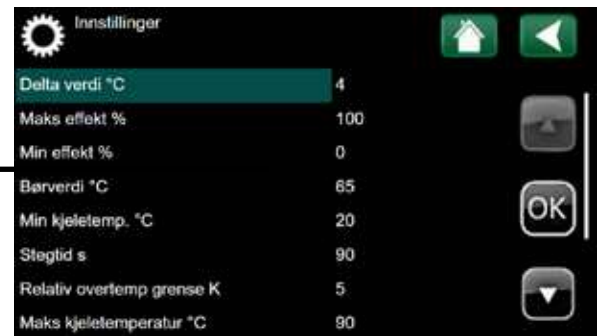 Innstillinger
Delta verdi °C 4
Maks effekt % 100
Min effekt % 0
Børverdi °C 65
Min kjeletemp. °C 20
OK
Stegtid s 90
Relativ overtemp grense K 5
Maks kjeletemperatur °C 90